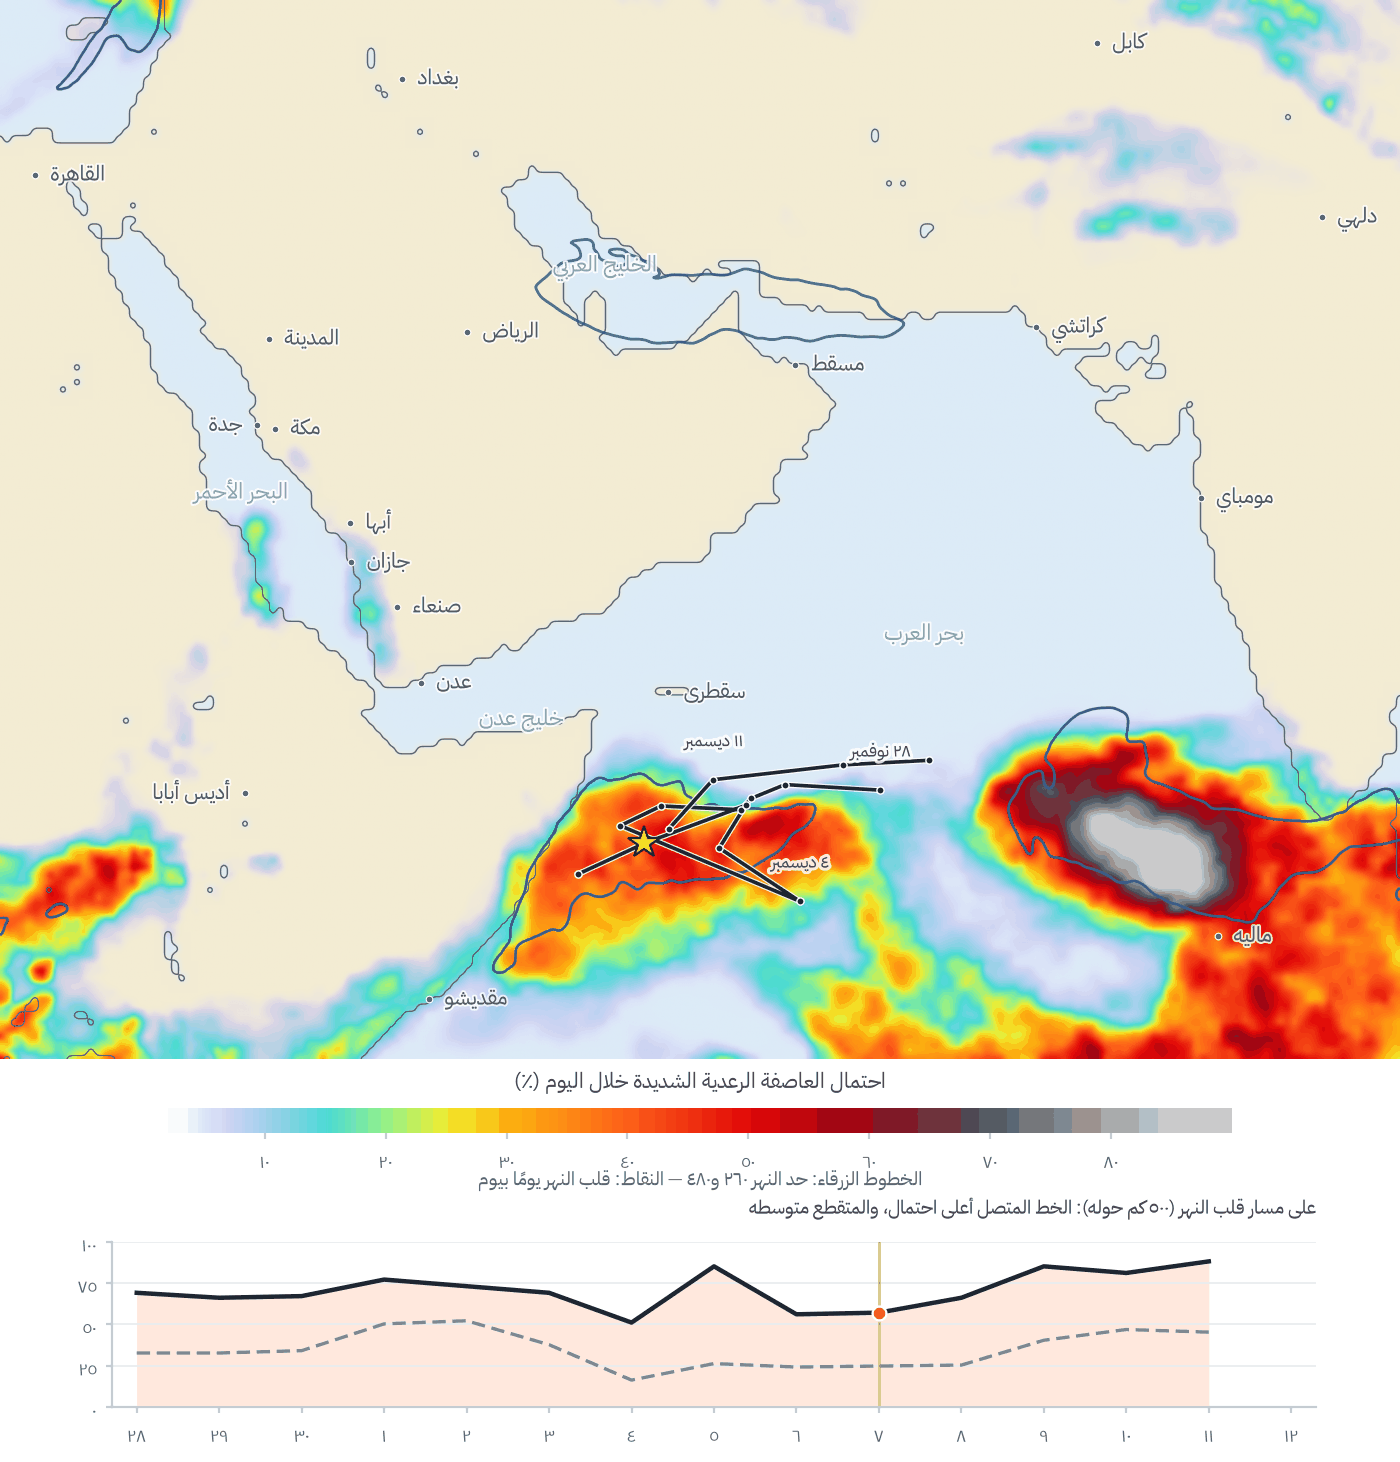 كابل
بغداد
القاهرة
دلهي
الخليج العربي
كراتشي
الرياض
المدينة
مسقط
جدة
مكة
البحر الأحمر
مومباي
أبها
جازان
صنعاء
بحر العرب
عدن
سقطرى
خليج عدن
١١ ديسمبر
٢٨ نوفمبر
أديس أبابا
٤ ديسمبر
ماليه
مقديشو
احتمال العاصفة الرعدية الشديدة خلال اليوم (٪)
١٠ ٢٠ ٣٠ ٤٠ ٥٠ ٦٠ ٧٠ ٨٠
الخطوط الزرقاء: حد النهر ٢٦٠ و٤٨٠ — النقاط: قلب النهر يومًا بيوم
على مسار قلب النهر (٥٠٠ كم حوله): الخط المتصل أعلى احتمال، والمتقطع متوسطه
١٠٠
٧٥
٥٠
٢٥
٠
٢٨ ٢٩ ٣٠ ١ ٢ ٣ ٤ ٥ ٦ ٧ ٨ ٩ ١٠ ١١ ١٢